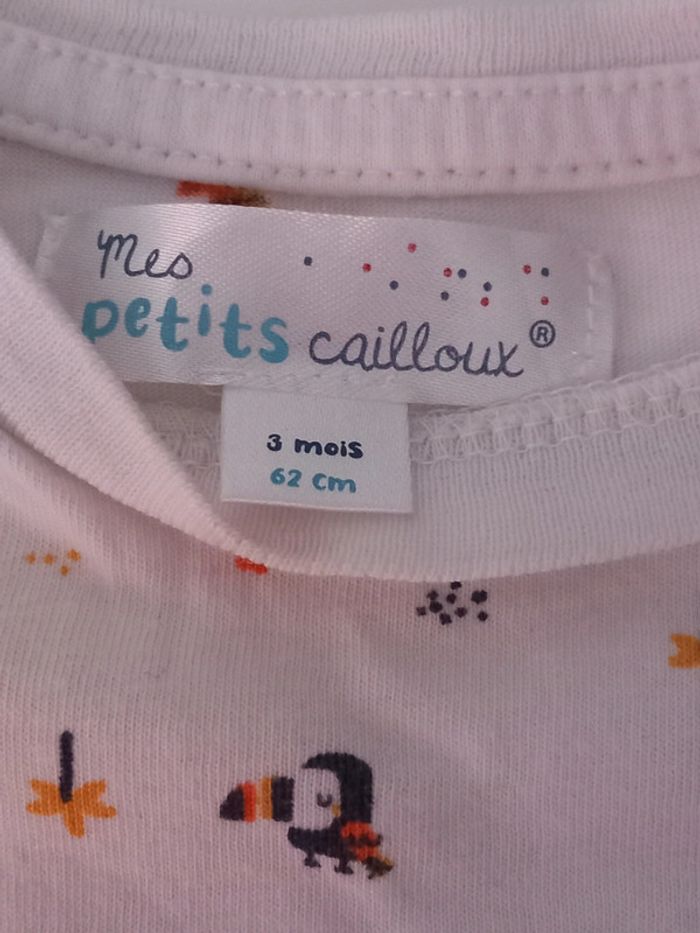 Mes
petits cailloux®
3 mois
62 cm